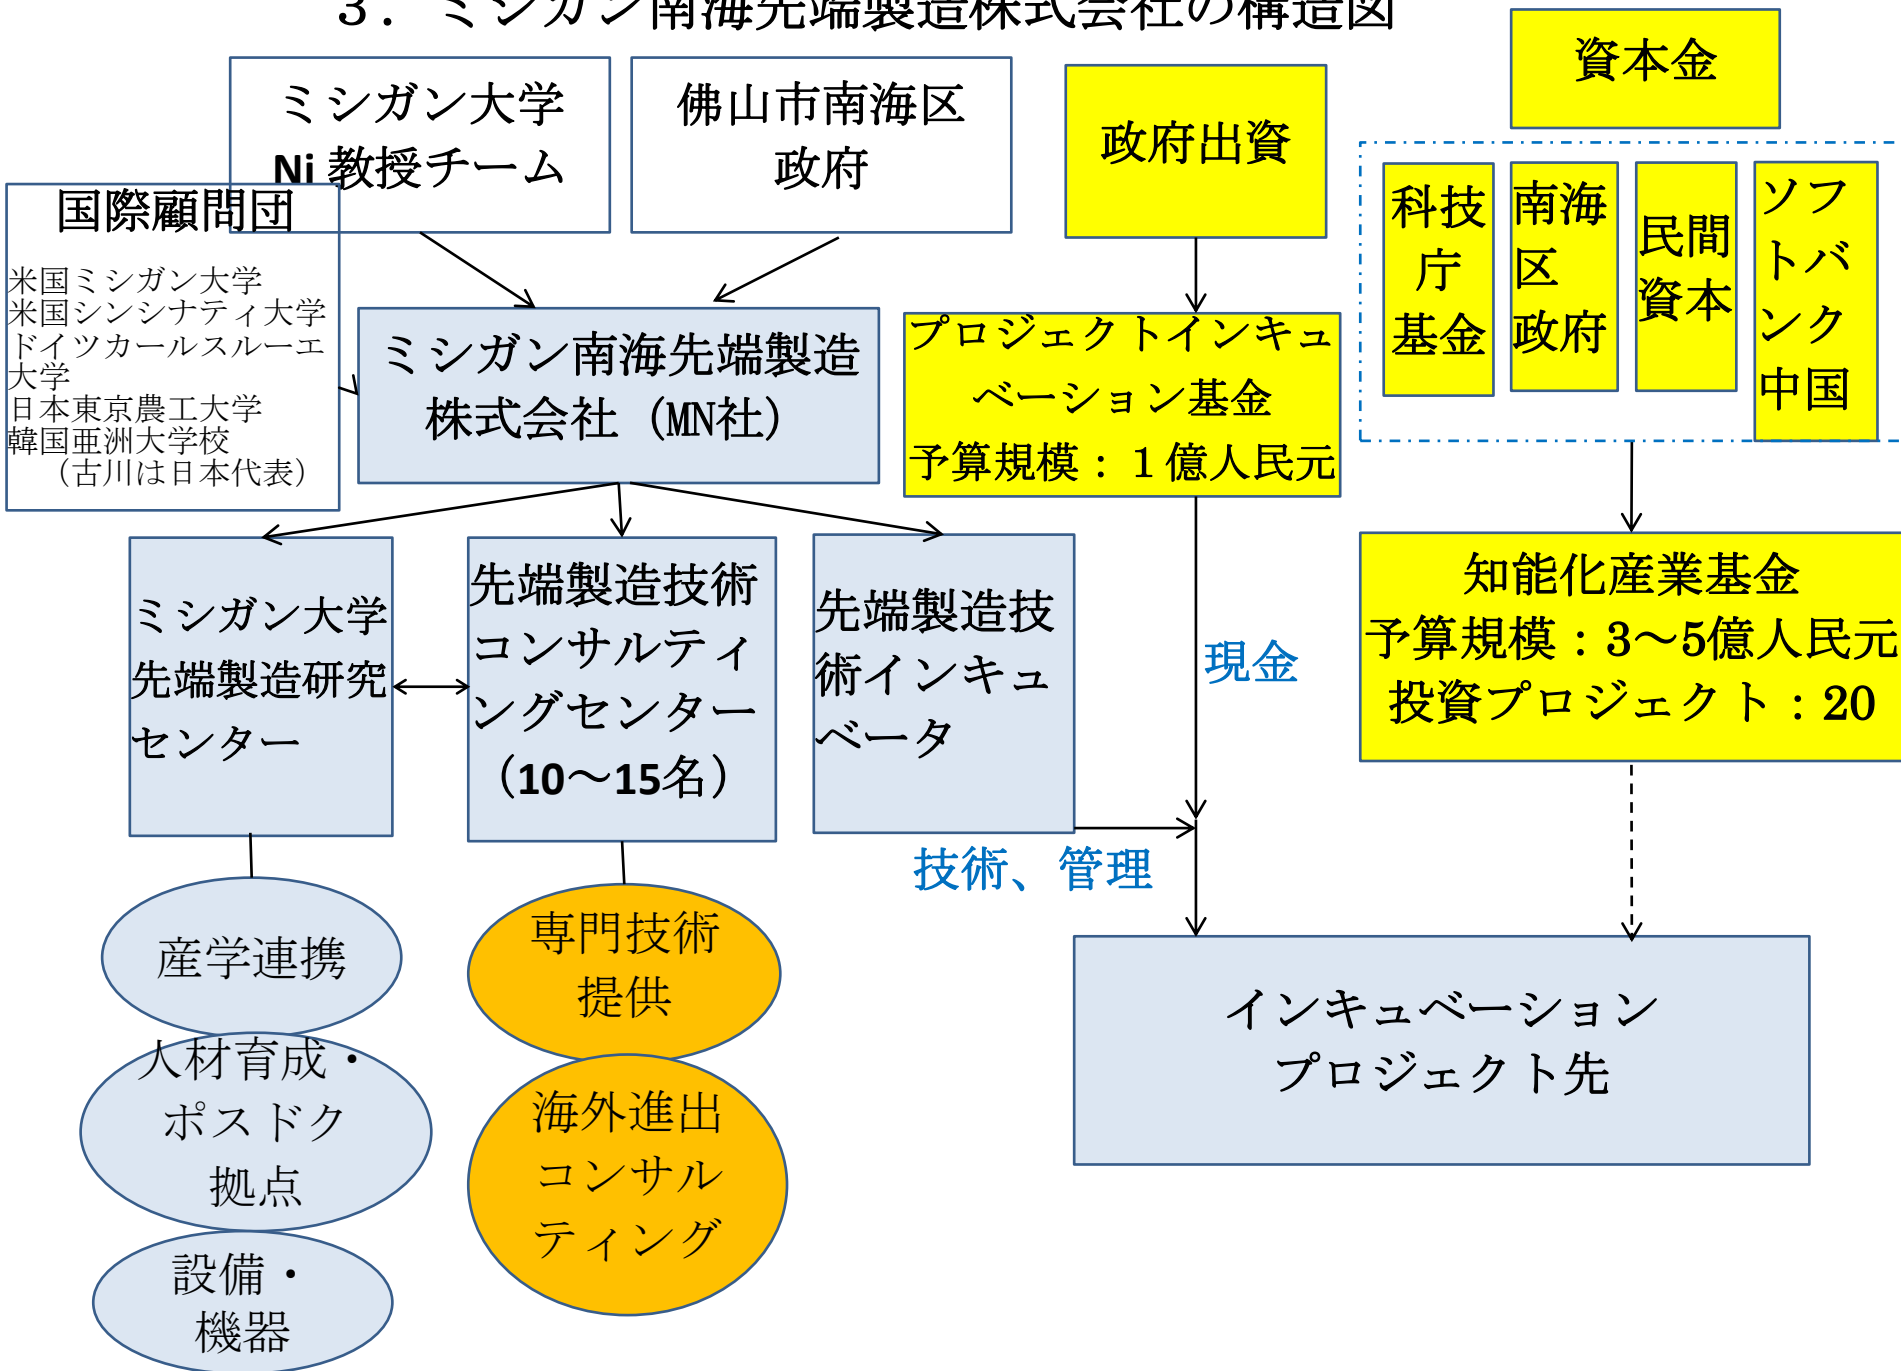 ３．ミシガン南海先端製造株式会社の構造図
ミシガン大学
Ni 教授チーム
佛山市南海区
政府
政府出資
資本金
国際顧問団
米国ミシガン大学
米国シンシナティ大学
ドイツカールスルーエ
大学
日本東京農工大学
韓国亜洲大学校
（古川は日本代表）
科技
庁
基金
南海
区
政府
民間
資本
ソフ
トバ
ンク
中国
ミシガン南海先端製造
株式会社（MN社）
プロジェクトインキュ
ベーション基金
予算規模：１億人民元
ミシガン大学
先端製造研究
センター
先端製造技術
コンサルティ
ングセンター
（10～15名）
先端製造技
術インキュ
ベータ
現金
知能化産業基金
予算規模：3～5億人民元
投資プロジェクト：20
技術、管理
産学連携
人材育成・
ポスドク
拠点
設備・
機器
専門技術
提供
海外進出
コンサル
ティング
インキュベーション
プロジェクト先